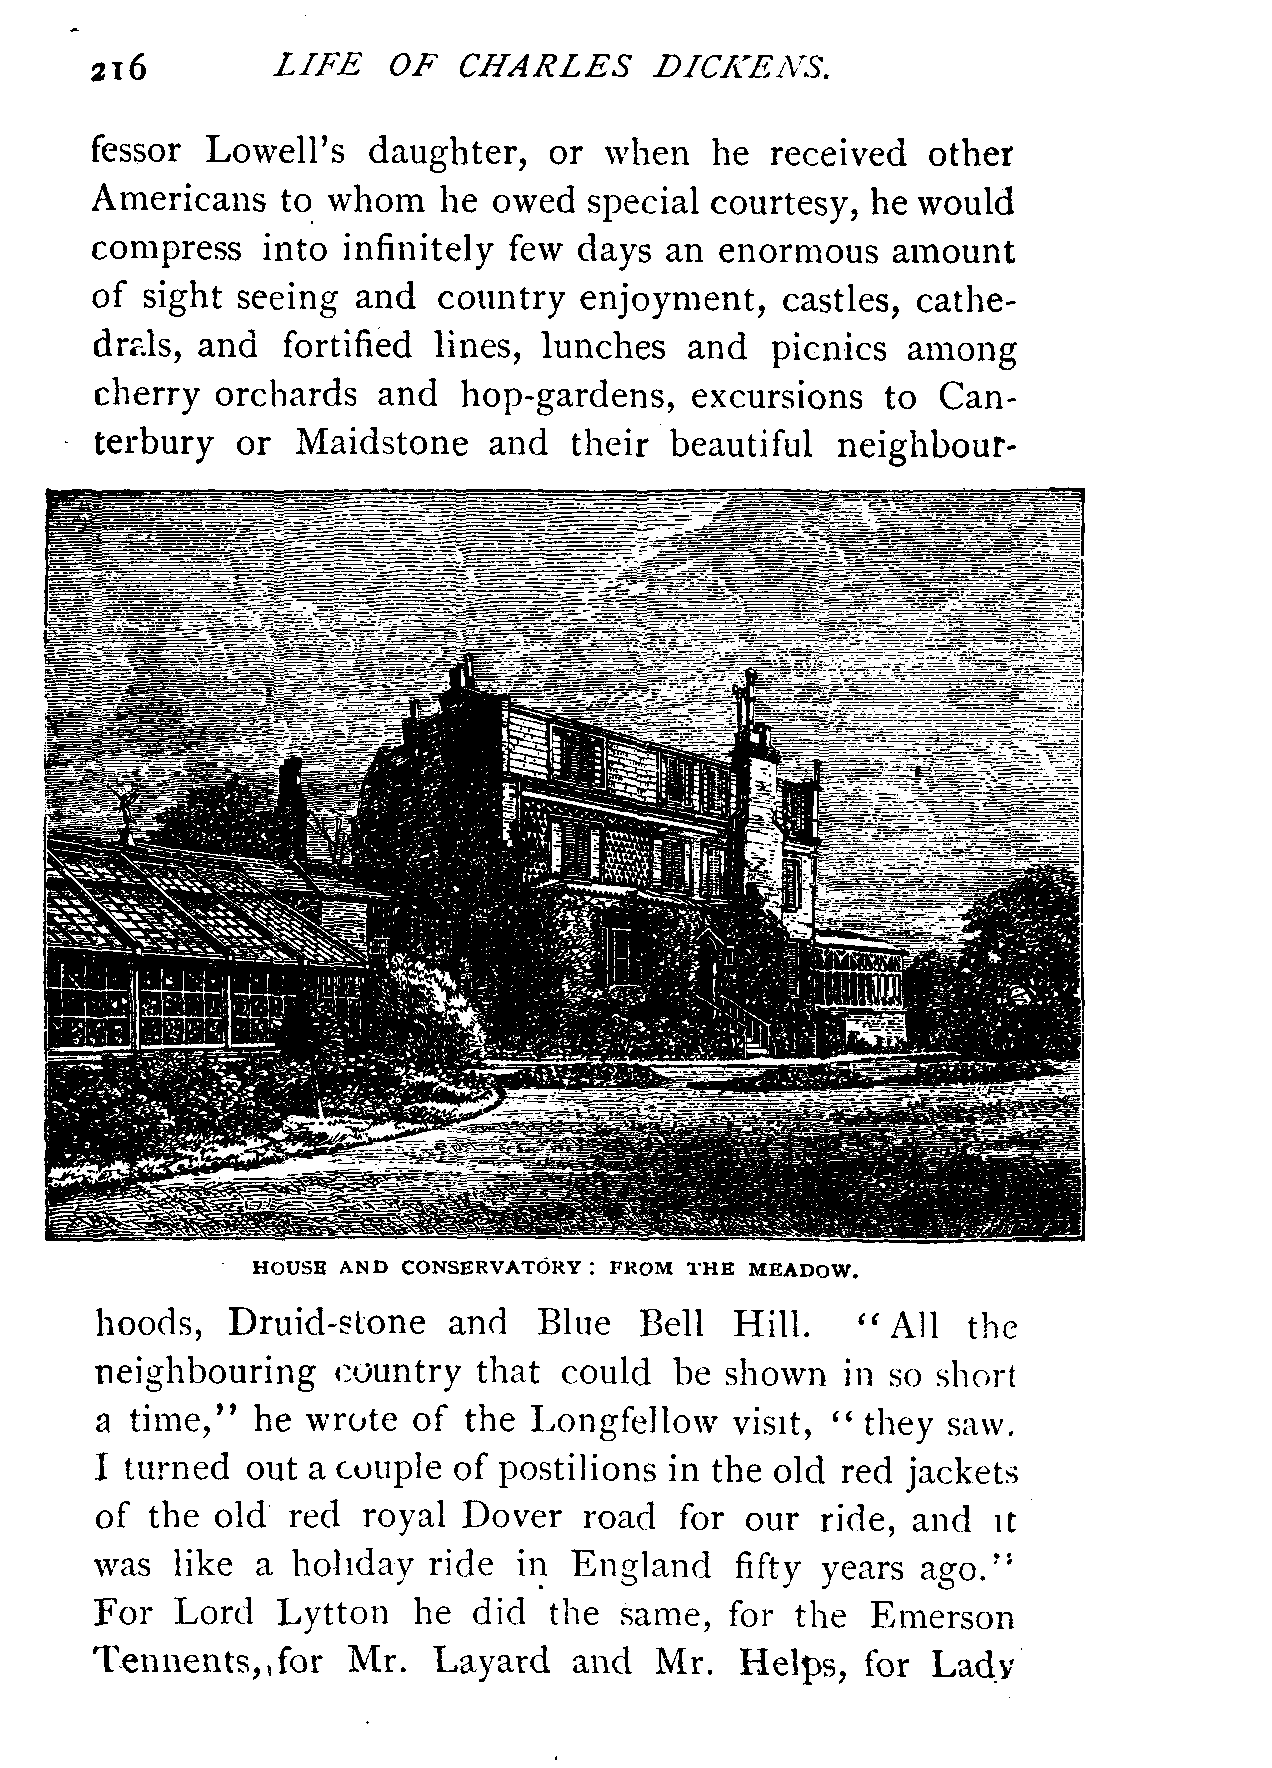 216 LIFE OF CHARLES DICKENS.
fessor Lowell's daughter, or when he received other
Americans to whom he owed special courtesy, he would
compress into infinitely few days an enormous amount
of sight seeing and country enjoyment, castles, cathe-
drals, and fortified lines, lunches and picnics among
cherry orchards and hop-gardens, excursions to Can-
terbury or Maidstone and their beautiful neighbour-
HOUSE AND CONSERVATORY: FROM THE MEADOW.
hoods, Druid-stone and Blue Bell Hill. "All the
neighbouring country that could be shown in so short
a time," he wrote of the Longfellow visit, "they saw.
I turned out a couple of postilions in the old red jackets
of the old red royal Dover road for our ride, and it
was like a holiday ride in England fifty years ago."
For Lord Lytton he did the same, for the Emerson
Tennents, for Mr. Layard and Mr. Helps, for Lady